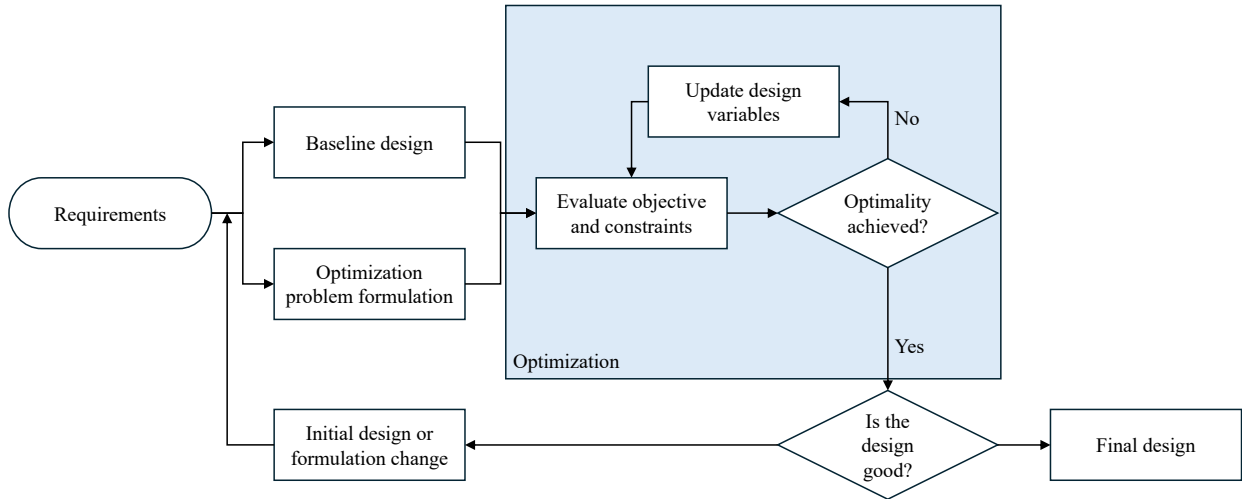 Update design
variables
No
Baseline design
Requirements
Evaluate objective
and constraints
Optimality
achieved?
Optimization
problem formulation
Yes
Optimization
Initial design or
formulation change
Is the
design
good?
Final design